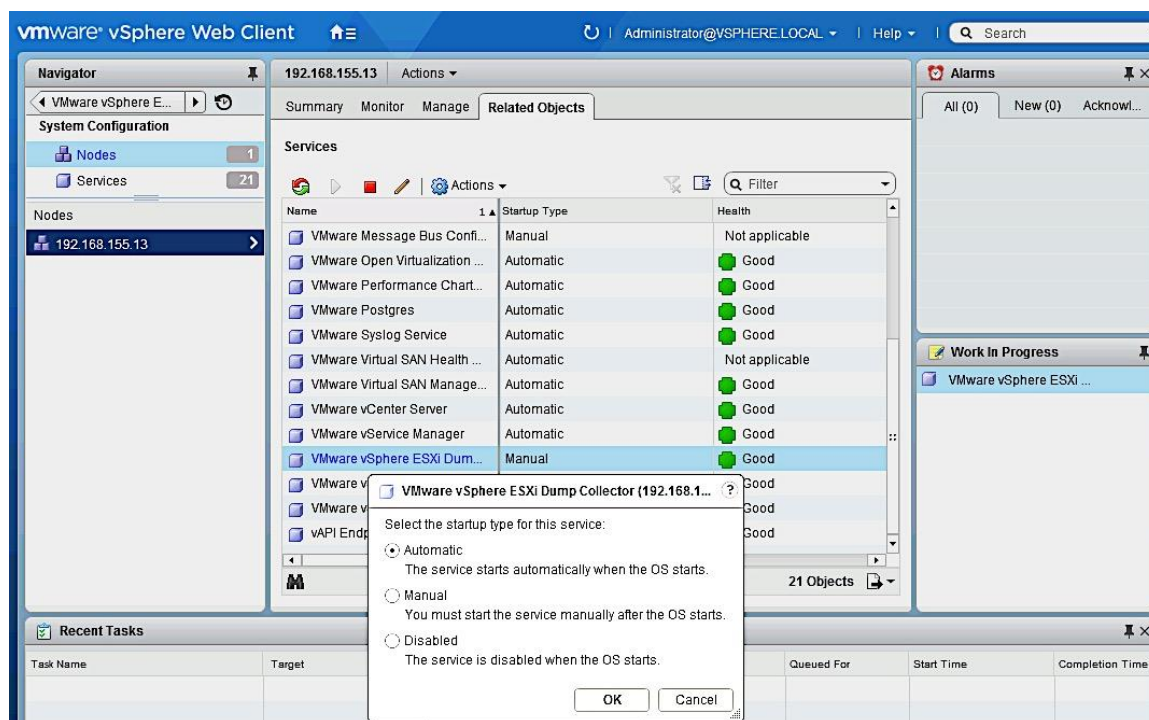 vmware® vSphere Web Client
Administrator@VSPHERE.LOCAL
Help
Search
Navigator
VMware vSphere E...
System Configuration
Nodes 1
Services 21
Nodes
192.168.155.13
192.168.155.13 Actions
Summary Monitor Manage Related Objects
Services
Actions
Filter
Name 1 Startup Type Health
VMware Message Bus Confi... Manual Not applicable
VMware Open Virtualization ... Automatic Good
VMware Performance Chart... Automatic Good
VMware Postgres Automatic Good
VMware Syslog Service Automatic Good
VMware Virtual SAN Health ... Automatic Not applicable
VMware Virtual SAN Manage... Automatic Good
VMware vCenter Server Automatic Good
VMware vService Manager Automatic Good
VMware vSphere ESXi Dum... Manual Good
VMware v Good
VMware v Good
vAPI Endp Good
21 Objects
VMware vSphere ESXi Dump Collector (192.168.1... ?
Select the startup type for this service:
Automatic
The service starts automatically when the OS starts.
Manual
You must start the service manually after the OS starts.
Disabled
The service is disabled when the OS starts.
OK Cancel
Alarms
All (0) New (0) Acknowl...
Work In Progress
VMware vSphere ESXi ...
Recent Tasks
Task Name Target Queued For Start Time Completion Time